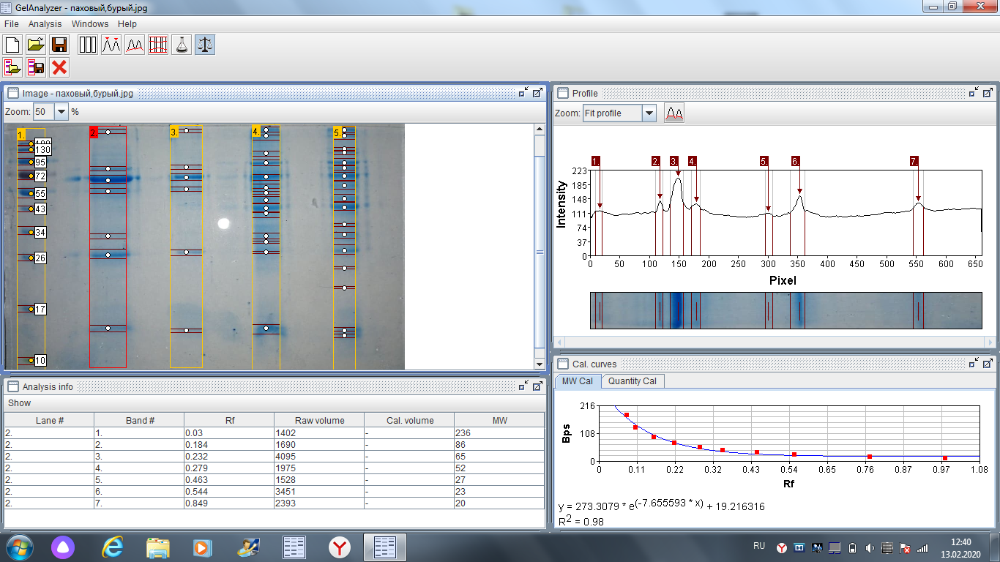 GelAnalyzer - паховый,бурый.jpg
File Analysis Windows Help
Image - паховый,бурый.jpg
Zoom: 50 %
1. 2. 3. 4. 5.
130
95
72
55
43
34
26
17
10
Profile
Zoom: Fit profile
1. 2. 3. 4. 5. 6. 7.
Intensity
223
185
148
111
74
37
0
0 50 100 150 200 250 300 350 400 450 500 550 600 650
Pixel
Analysis info
Show
Lane # Band # Rf Raw volume Cal. volume MW
2. 1. 0.03 1402 - 236
2. 2. 0.184 1690 - 86
2. 3. 0.232 4095 - 65
2. 4. 0.279 1975 - 52
2. 5. 0.463 1528 - 27
2. 6. 0.544 3451 - 23
2. 7. 0.849 2393 - 20
Cal. curves
MW Cal Quantity Cal
Bps
216
108
0
0 0.11 0.22 0.32 0.43 0.54 0.65 0.76 0.87 0.97 1.08
Rf
y = 273.3079 * e(-7.655593 * x) + 19.216316
R2 = 0.98
RU
12:40
13.02.2020